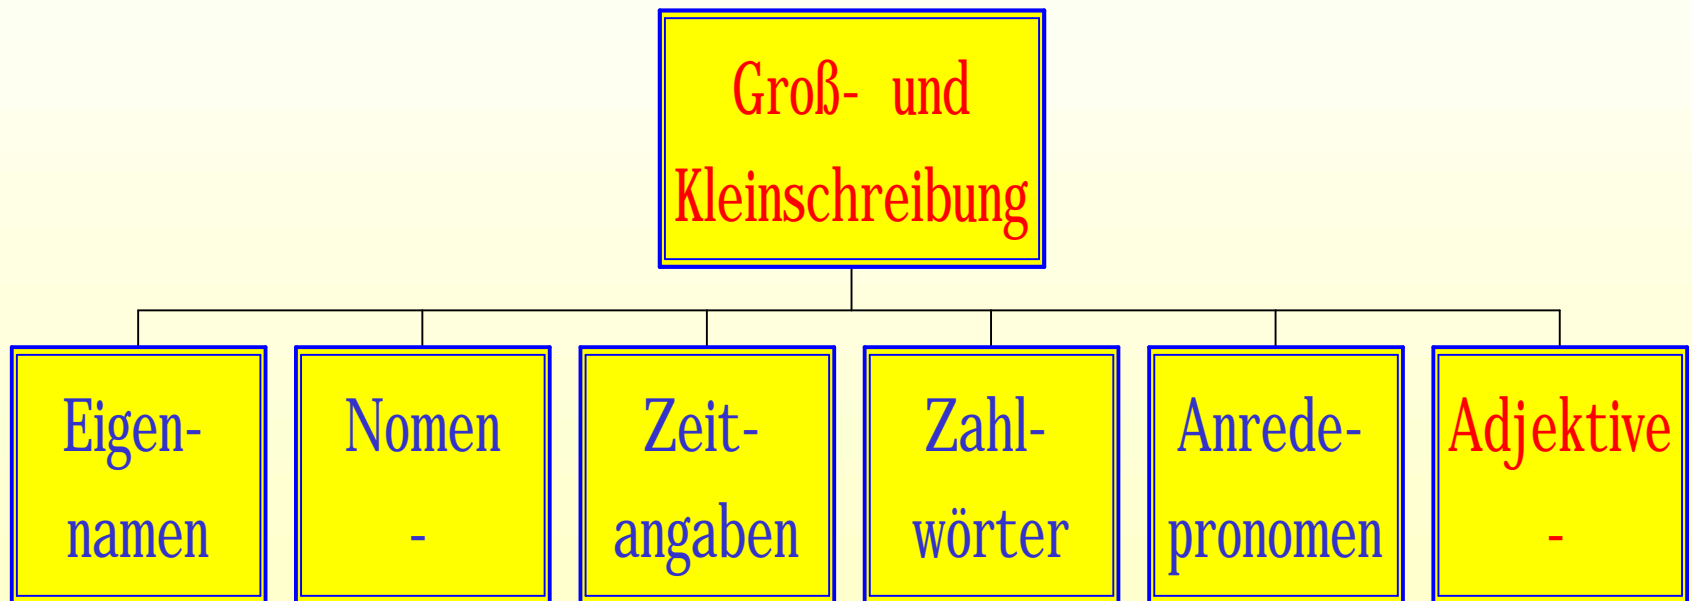 Groß- und
Kleinschreibung
Eigen-
namen
Nomen
-
Zeit-
angaben
Zahl-
wörter
Anrede-
pronomen
Adjektive
-